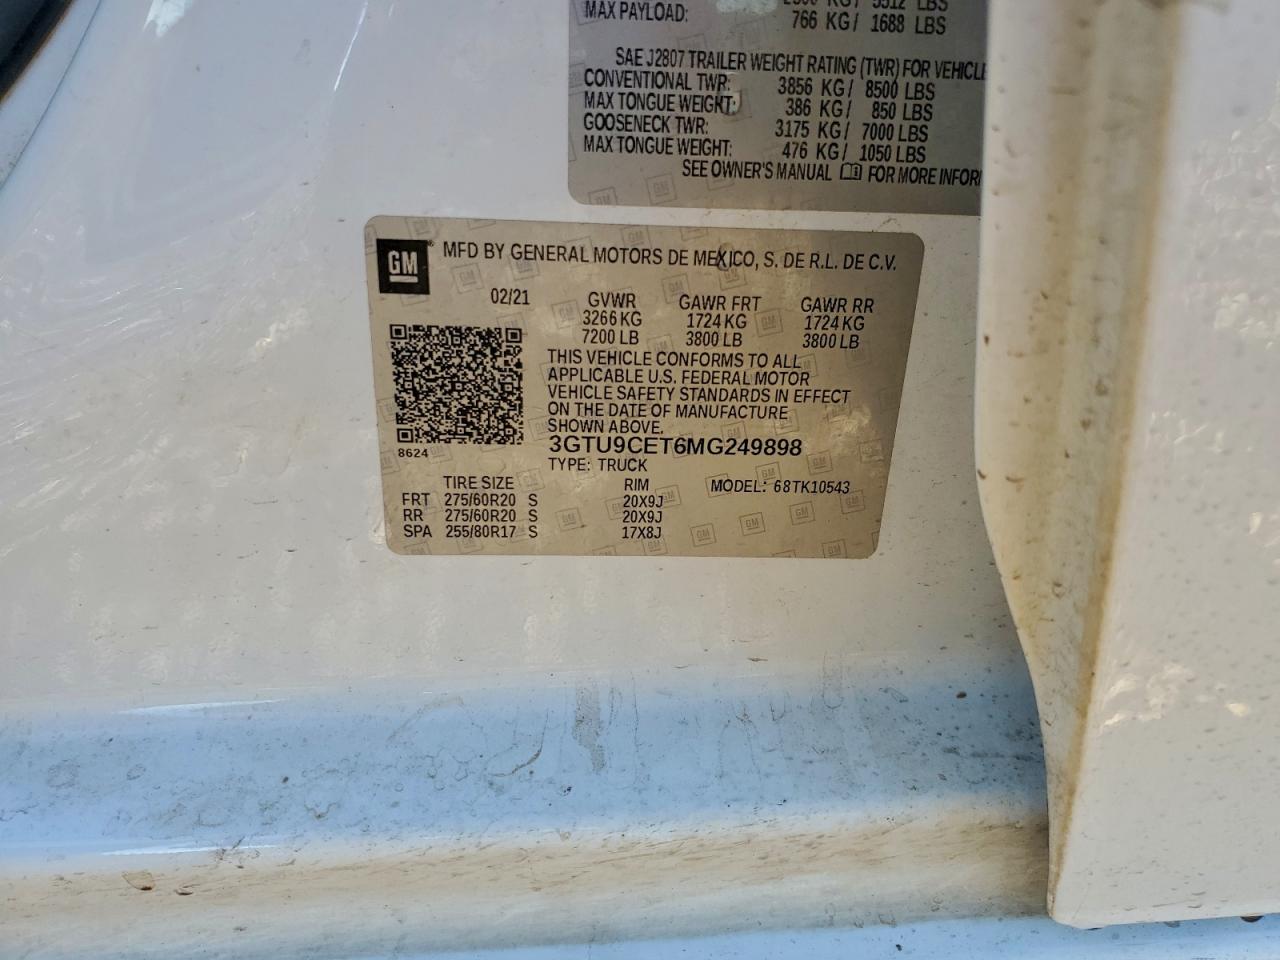 MAX PAYLOAD: 766 KG/ 1688 LBS
SAE J2807 TRAILER WEIGHT RATING (TWR) FOR VEHICLE
CONVENTIONAL TWR: 3856 KG/ 8500 LBS
MAX TONGUE WEIGHT: 386 KG/ 850 LBS
GOOSENECK TWR: 3175 KG/ 7000 LBS
MAX TONGUE WEIGHT: 476 KG/ 1050 LBS
SEE OWNER'S MANUAL FOR MORE
GM® MFD BY GENERAL MOTORS DE MEXICO, S. DE R.L. DE C.V.
02/21 GVWR GAWR FRT GAWR RR
3266 KG 1724 KG 1724 KG
7200 LB 3800 LB 3800 LB
THIS VEHICLE CONFORMS TO ALL
APPLICABLE U.S. FEDERAL MOTOR
VEHICLE SAFETY STANDARDS IN EFFECT
ON THE DATE OF MANUFACTURE
SHOWN ABOVE.
3GTU9CET6MG249898
8624
TYPE: TRUCK
TIRE SIZE RIM MODEL: 68TK10543
FRT 275/60R20 S 20X9J
RR 275/60R20 S 20X9J
SPA 255/80R17 S 17X8J